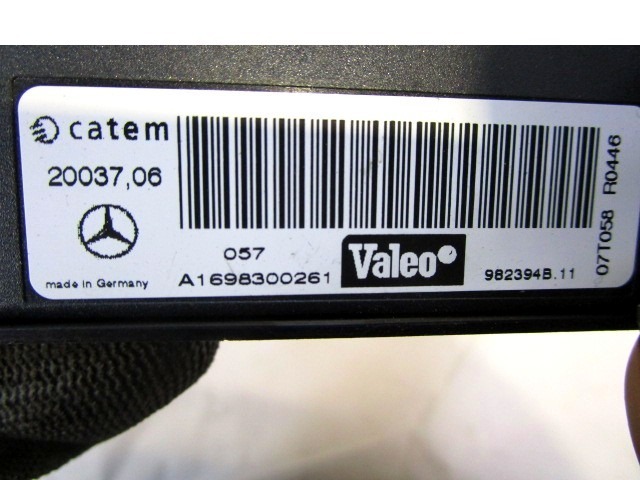 catem
20037,06
made in Germany
057
A1698300261
Valeo
982394B.11
07T058 R0446